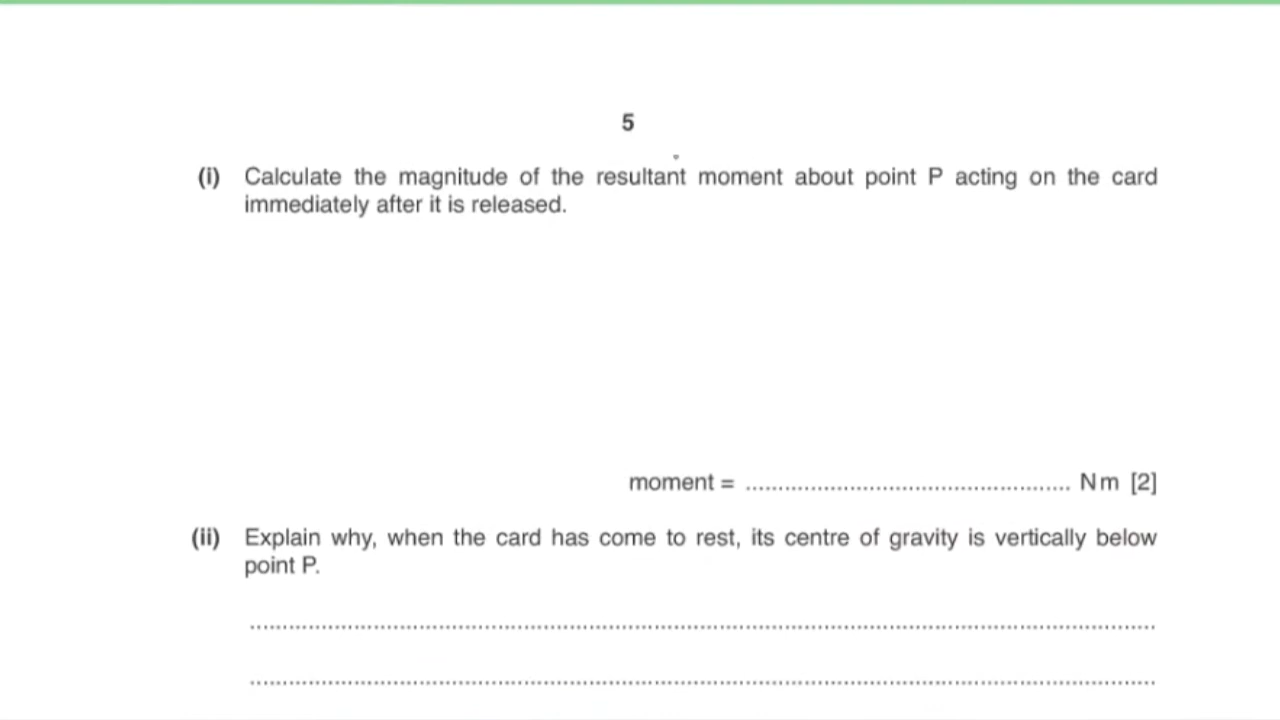 5
(i) Calculate the magnitude of the resultant moment about point P acting on the card
immediately after it is released.
moment = .................................................. N m [2]
(ii) Explain why, when the card has come to rest, its centre of gravity is vertically below
point P.
..........................................................................................................................................
..........................................................................................................................................